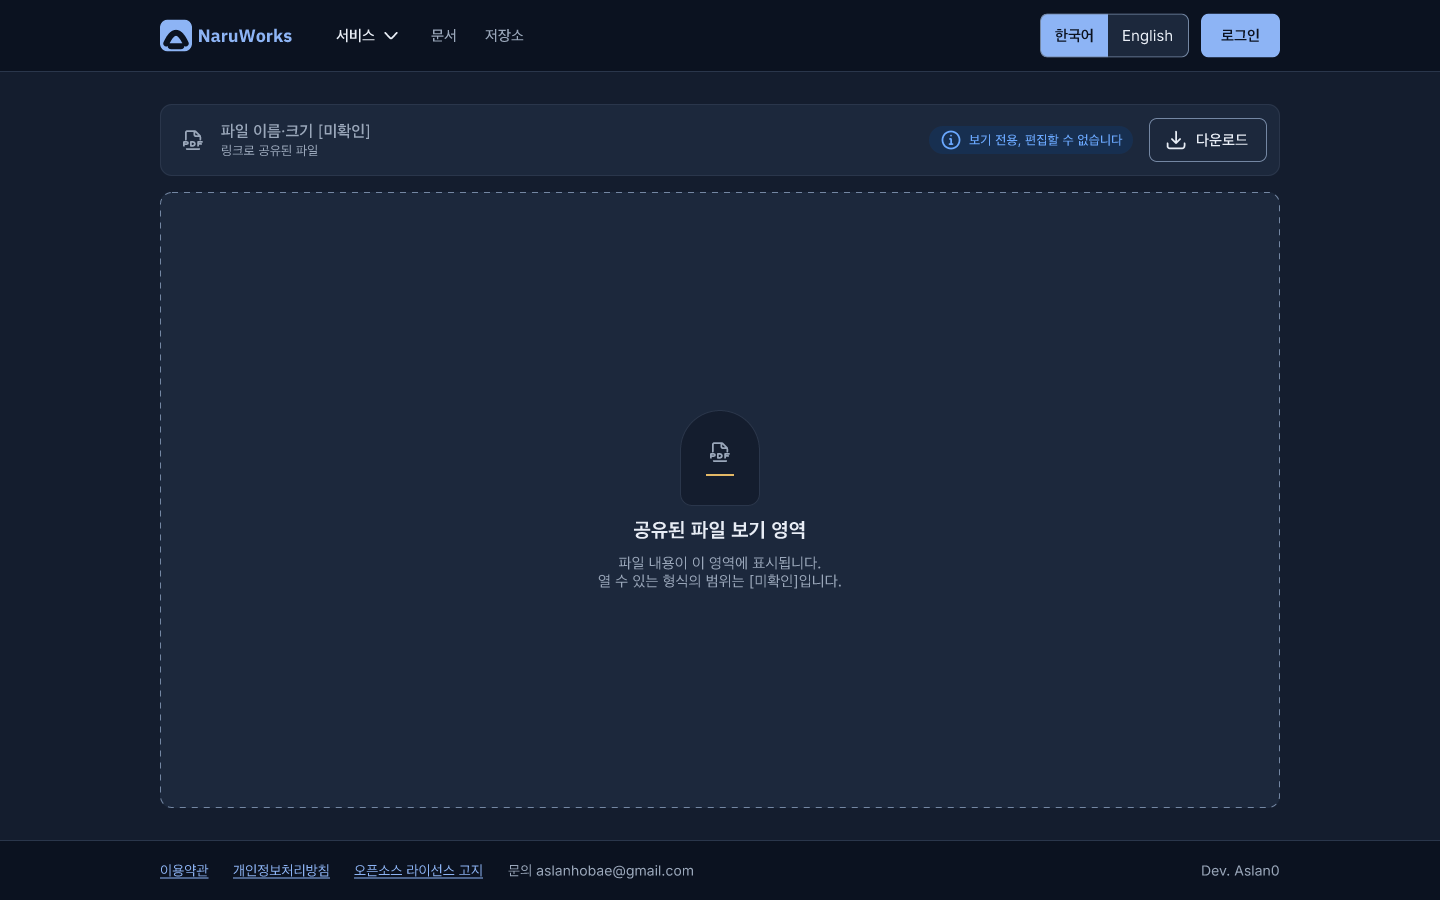 NaruWorks
서비스
문서
저장소
한국어
English
로그인
PDF
파일 이름·크기 [미확인]
링크로 공유된 파일
보기 전용, 편집할 수 없습니다
다운로드
PDF
공유된 파일 보기 영역
파일 내용이 이 영역에 표시됩니다.
열 수 있는 형식의 범위는 [미확인]입니다.
이용약관
개인정보처리방침
오픈소스 라이선스 고지
문의 aslanhobae@gmail.com
Dev. Aslan0